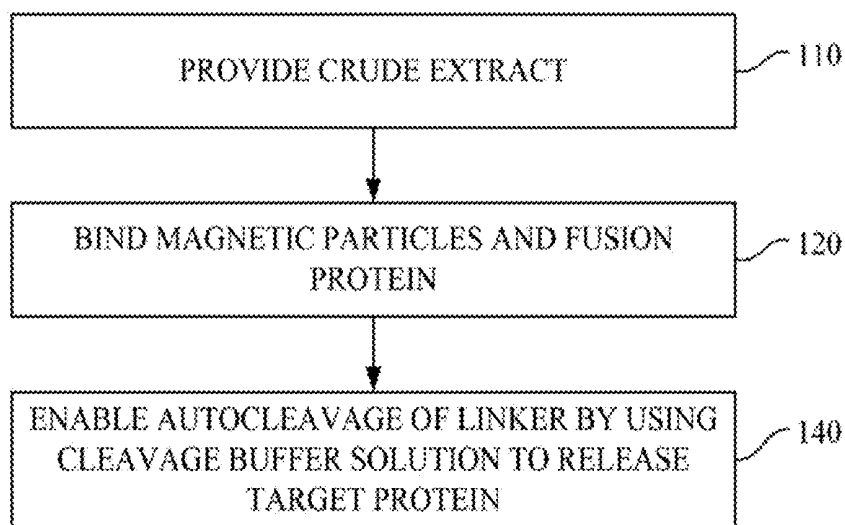 PROVIDE CRUDE EXTRACT
110
BIND MAGNETIC PARTICLES AND FUSION
PROTEIN
120
ENABLE AUTOCLEAVAGE OF LINKER BY USING
CLEAVAGE BUFFER SOLUTION TO RELEASE
TARGET PROTEIN
140